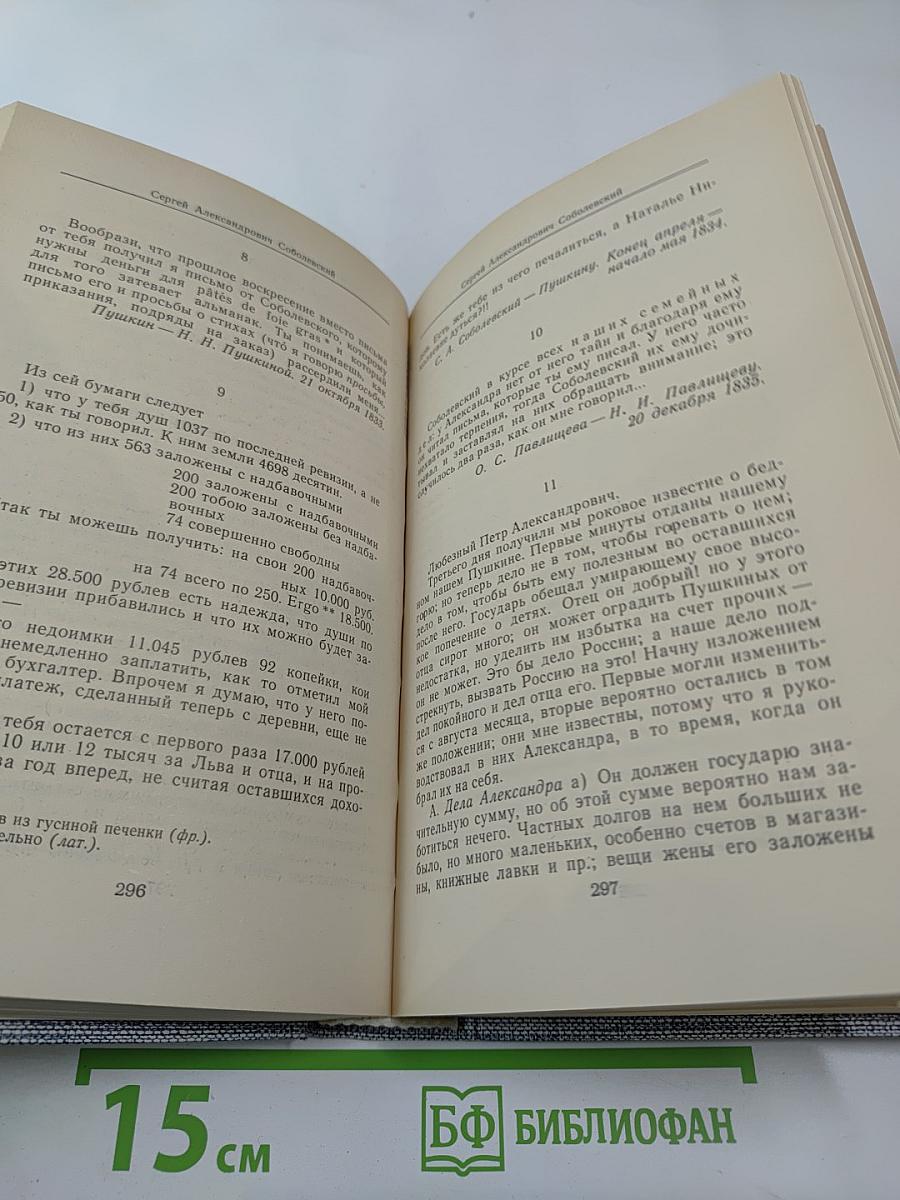 Сергей Александрович Соболевский
8
Вообрази, что прошлое воскресение вместо письма
от тебя получил я письмо от Соболевского, которому
нужны деньги для pâtés de foie gras * и который
для того затевает альманах. Ты понимаешь, как
письмо его и просьбы о стихах (что я говорю просьбы,
приказания, подряды на заказ) рассердили меня...
Пушкин — Н. Н. Пушкиной. 21 октября 1833.
9
Из сей бумаги следует
1) что у тебя душ 1037 по последней ревизии, а не
50, как ты говорил. К ним земли 4698 десятин.
2) что из них 563 заложены с надбавочными
200 заложены с надбавочными
200 тобою заложены без надба-
вочных
74 совершенно свободны
так ты можешь получить: на свои 200 надбавоч-
ных 10.000 руб.
на 74 всего по 250. Ergo ** 18.500.
этих 28.500 рублев есть надежда, что души по
ревизии прибавились и что их можно будет за-
—
о недоимки 11.045 рублев 92 копейки, кои
немедленно заплатить, как то отметил мой
бухгалтер. Впрочем я думаю, что у него по-
латеж, сделанный теперь с деревни, еще не
тебя остается с первого раза 17.000 рублей
10 или 12 тысяч за Льва и отца, и на про-
за год вперед, не считая оставшихся дохо-
в из гусиной печенки (фр.).
ельно (лат.).
296
Сергей Александрович Соболевский
Есть же тебе из чего печалиться, а Наталье Ни-
дуться?!!
С. А. Соболевский — Пушкину. Конец апреля —
начало мая 1834.
10
Соболевский в курсе всех наших семейных
дел: у Александра нет от него тайн и благодаря ему
он читал письма, которые ты ему писал. У него часто
нехватало терпения, тогда Соболевский их ему дочи-
тывал и заставлял на них обращать внимание; это
случилось два раза, как он мне говорил...
О. С. Павлищева — Н. И. Павлищеву.
20 декабря 1835.
11
Любезный Петр Александрович.
Третьего дня получили мы роковое известие о бед-
ном нашем Пушкине. Первые минуты отданы нашему
горю; но теперь дело не в том, чтобы горевать о нем;
дело в том, чтобы быть ему полезным во оставшихся
после него. Государь обещал умирающему свое высо-
кое попечение о детях. Отец он добрый! но у этого
отца сирот много; он может оградить Пушкиных от
недостатка, но уделить им избытка на счет прочих —
он не может. Это бы дело России; а наше дело под-
стрекнуть, вызвать Россию на это! Начну изложением
дел покойного и дел отца его. Первые могли изменить-
ся с августа месяца, вторые вероятно остались в том
же положении; они мне известны, потому что я руко-
водствовал в них Александра, в то время, когда он
брал их на себя.
А. Дела Александра а) Он должен государю зна-
чительную сумму, но об этой сумме вероятно нам за-
ботиться нечего. Частных долгов на нем больших не
было, но много маленьких, особенно счетов в магази-
ны, книжные лавки и пр.; вещи жены его заложены
297
15 см
БФ БИБЛИОФАН